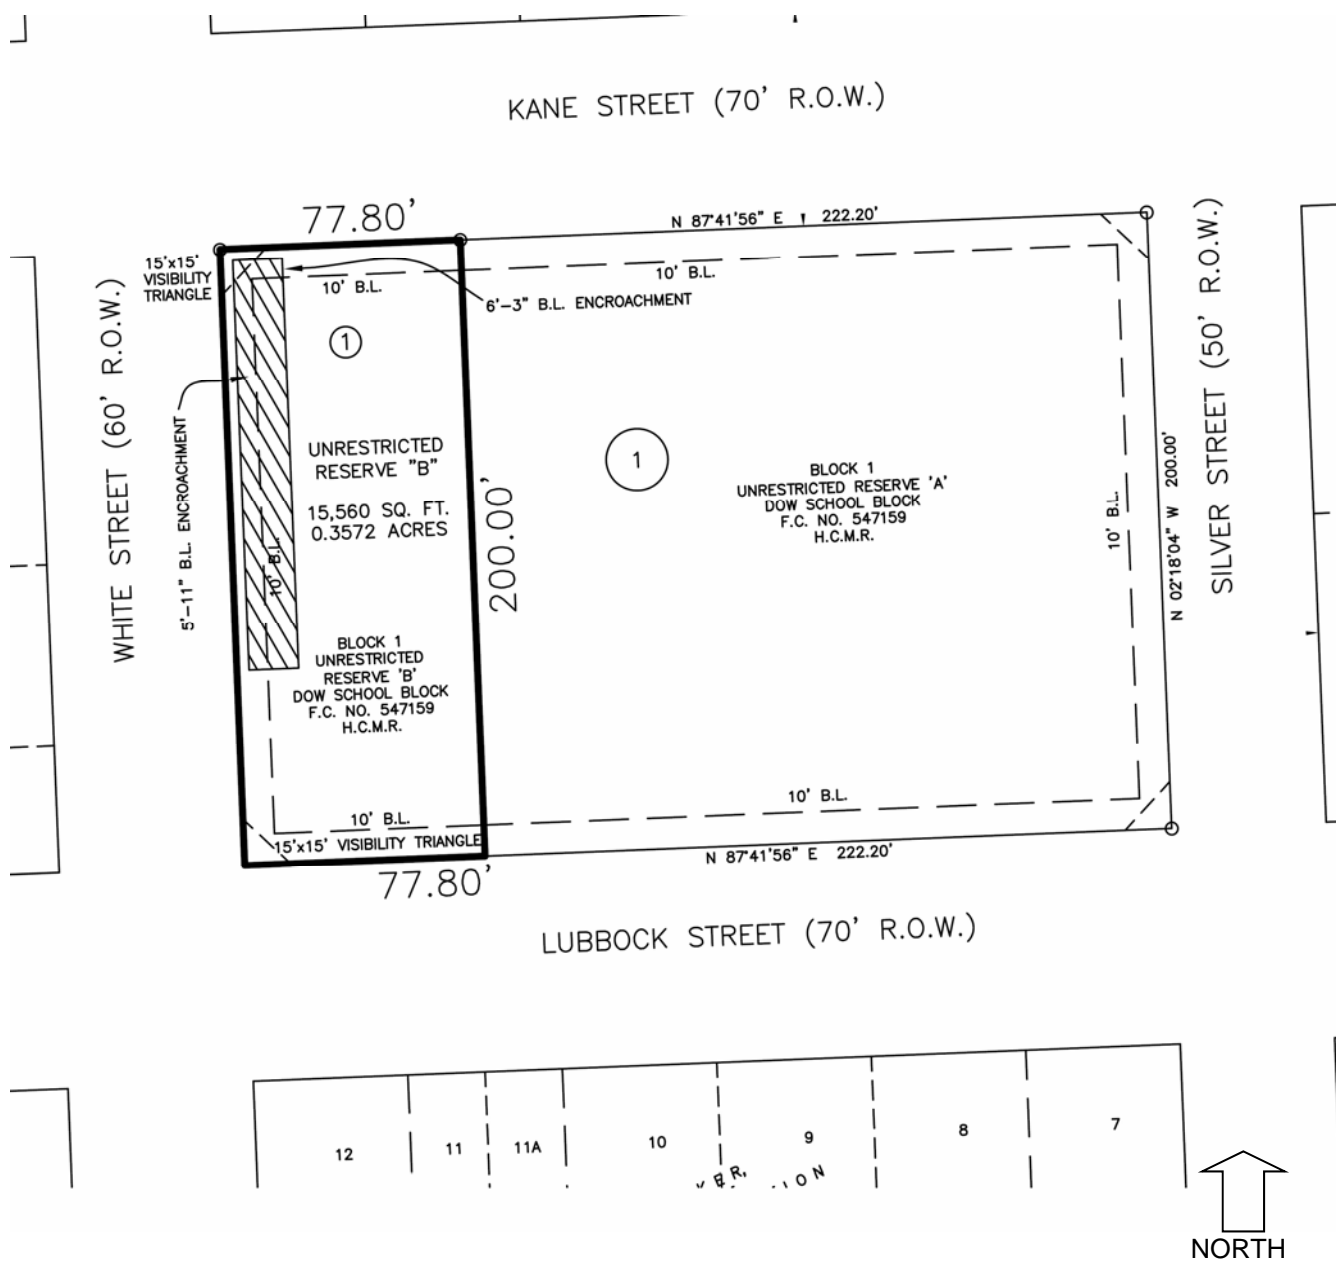 KANE STREET (70' R.O.W.)
77.80'
N 87°41'56" E 222.20'
15'x15'
VISIBILITY
TRIANGLE
10' B.L.
10' B.L.
6'-3" B.L. ENCROACHMENT
1
WHITE STREET (60' R.O.W.)
5'-11" B.L. ENCROACHMENT
10' B.L.
UNRESTRICTED
RESERVE "B"
15,560 SQ. FT.
0.3572 ACRES
200.00'
1
BLOCK 1
UNRESTRICTED RESERVE 'A'
DOW SCHOOL BLOCK
F.C. NO. 547159
H.C.M.R.
10' B.L.
N 02°18'04" W 200.00'
SILVER STREET (50' R.O.W.)
BLOCK 1
UNRESTRICTED
RESERVE 'B'
DOW SCHOOL BLOCK
F.C. NO. 547159
H.C.M.R.
10' B.L.
10' B.L.
15'x15' VISIBILITY TRIANGLE
N 87°41'56" E 222.20'
77.80'
LUBBOCK STREET (70' R.O.W.)
12
11
11A
10
9
8
7
NORTH